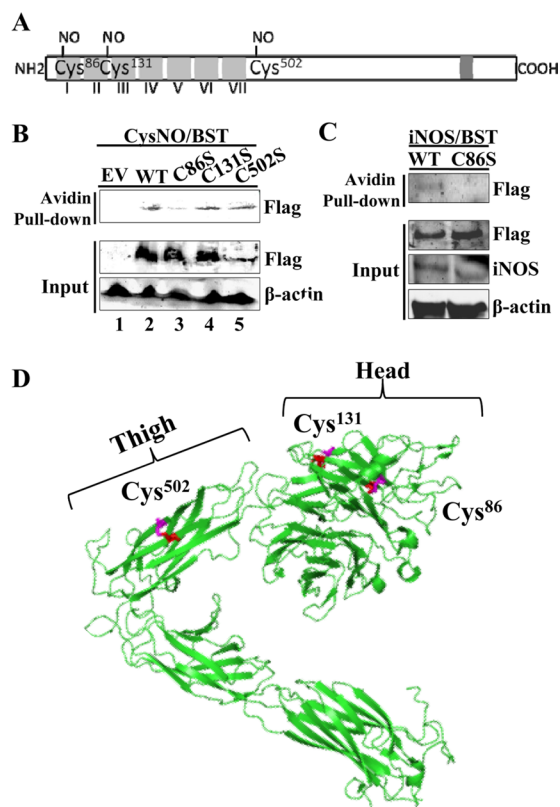 A
NO NO NO
NH2 Cys86 Cys131 Cys502 COOH
I II III IV V VI VII
B
CysNO/BST
EV WT C86S C131S C502S
Avidin Pull-down
Flag
Input
Flag
β-actin
1 2 3 4 5
C
iNOS/BST
WT C86S
Avidin Pull-down
Flag
Input
Flag
iNOS
β-actin
D
Head
Thigh
Cys131
Cys502
Cys86